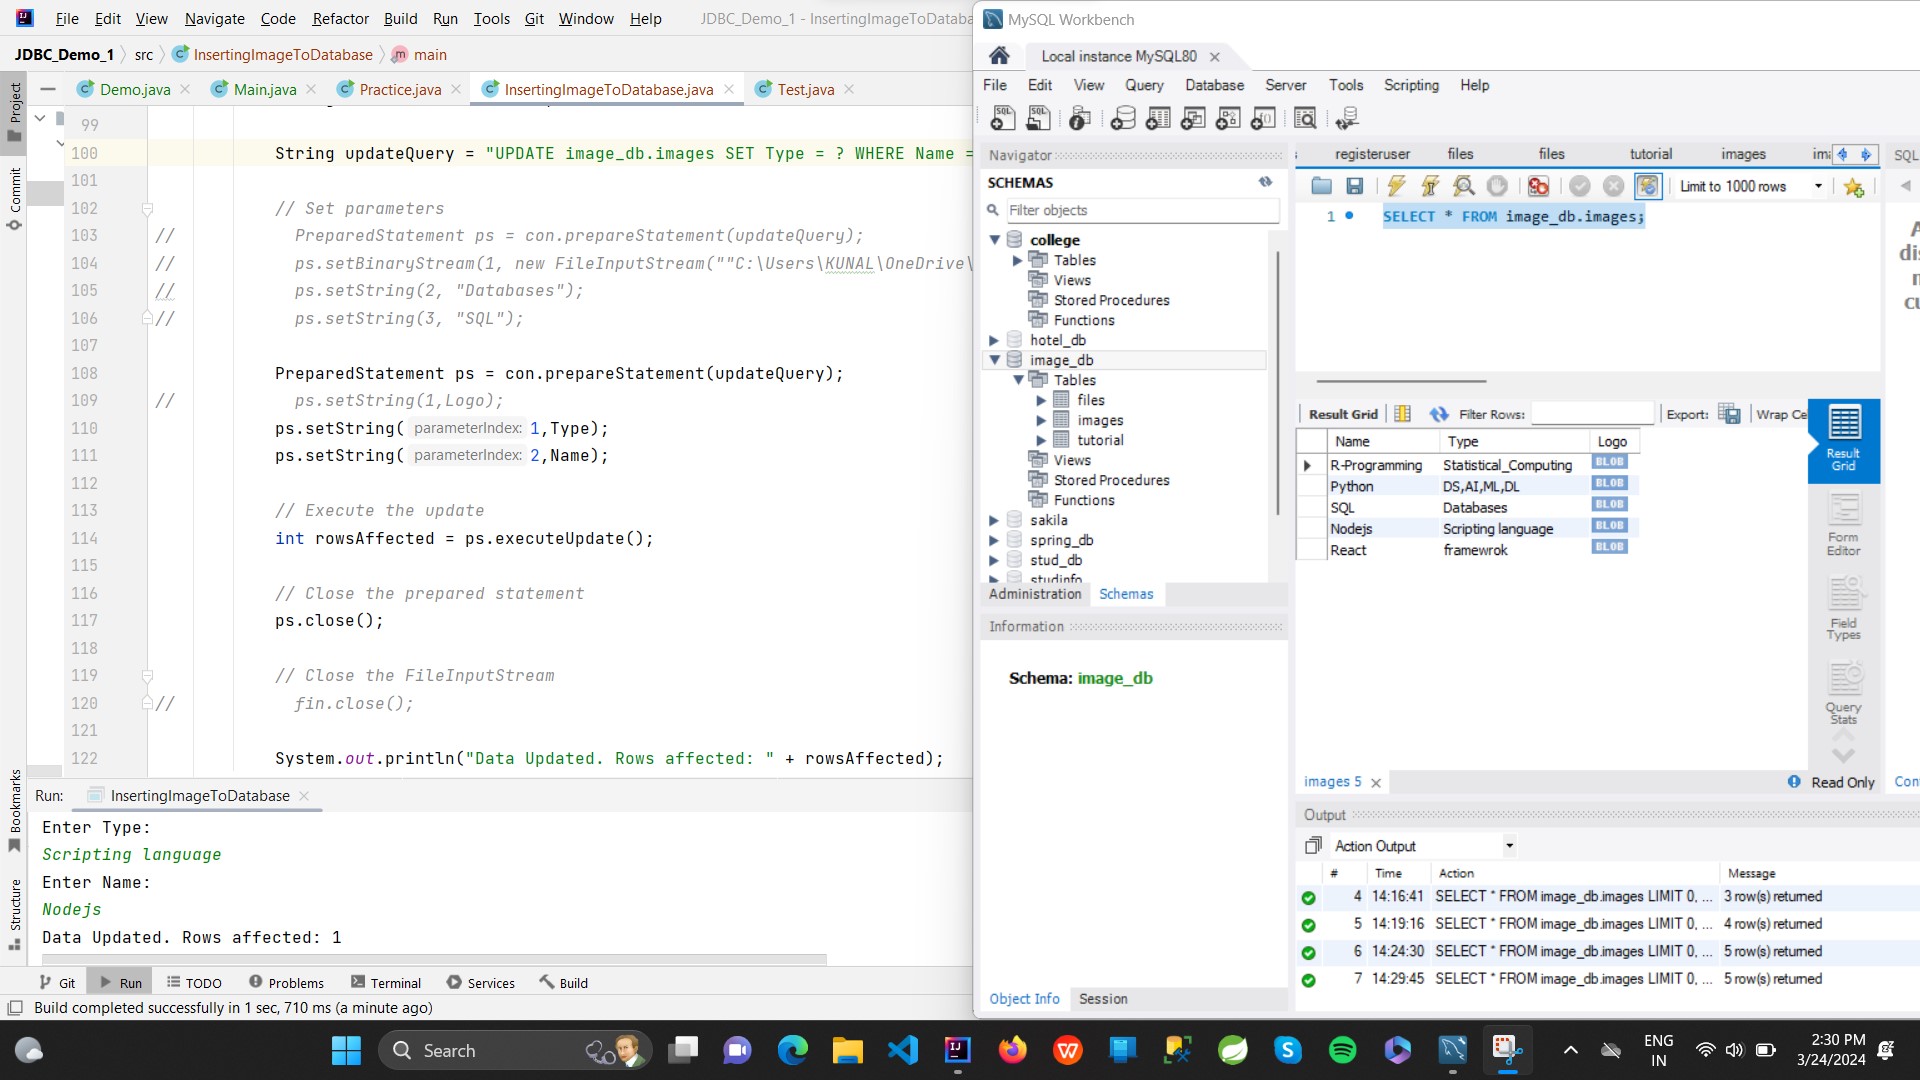 File Edit View Navigate Code Refactor Build Run Tools Git Window Help JDBC_Demo_1 - InsertingImageToDataba
JDBC_Demo_1 src InsertingImageToDatabase main
Demo.java Main.java Practice.java InsertingImageToDatabase.java Test.java
Project
Commit
Bookmarks
Structure
99
100 String updateQuery = "UPDATE image_db.images SET Type = ? WHERE Name =
101
102 // Set parameters
103 // PreparedStatement ps = con.prepareStatement(updateQuery);
104 // ps.setBinaryStream(1, new FileInputStream(""C:\Users\KUNAL\OneDrive\
105 // ps.setString(2, "Databases");
106 // ps.setString(3, "SQL");
107
108 PreparedStatement ps = con.prepareStatement(updateQuery);
109 // ps.setString(1,Logo);
110 ps.setString( parameterIndex: 1,Type);
111 ps.setString( parameterIndex: 2,Name);
112
113 // Execute the update
114 int rowsAffected = ps.executeUpdate();
115
116 // Close the prepared statement
117 ps.close();
118
119 // Close the FileInputStream
120 // fin.close();
121
122 System.out.println("Data Updated. Rows affected: " + rowsAffected);
Run: InsertingImageToDatabase
Enter Type:
Scripting language
Enter Name:
Nodejs
Data Updated. Rows affected: 1
Git Run TODO Problems Terminal Services Build
Build completed successfully in 1 sec, 710 ms (a minute ago)
MySQL Workbench
Local instance MySQL80
File Edit View Query Database Server Tools Scripting Help
Navigator
SCHEMAS
Filter objects
college
Tables
Views
Stored Procedures
Functions
hotel_db
image_db
Tables
files
images
tutorial
Views
Stored Procedures
Functions
sakila
spring_db
stud_db
studinfo
Administration Schemas
Information
Schema: image_db
Object Info Session
registeruser files files tutorial images
SQL
Limit to 1000 rows
1 SELECT * FROM image_db.images;
Result Grid Filter Rows: Export: Wrap Ce
Name Type Logo
R-Programming Statistical_Computing BLOB
Python DS,AI,ML,DL BLOB
SQL Databases BLOB
Nodejs Scripting language BLOB
React framewrok BLOB
Result
Grid
Form
Editor
Field
Types
Query
Stats
images 5 Read Only
Output
Action Output
# Time Action Message
4 14:16:41 SELECT * FROM image_db.images LIMIT 0, ... 3 row(s) returned
5 14:19:16 SELECT * FROM image_db.images LIMIT 0, ... 4 row(s) returned
6 14:24:30 SELECT * FROM image_db.images LIMIT 0, ... 5 row(s) returned
7 14:29:45 SELECT * FROM image_db.images LIMIT 0, ... 5 row(s) returned
Search
ENG
IN
2:30 PM
3/24/2024